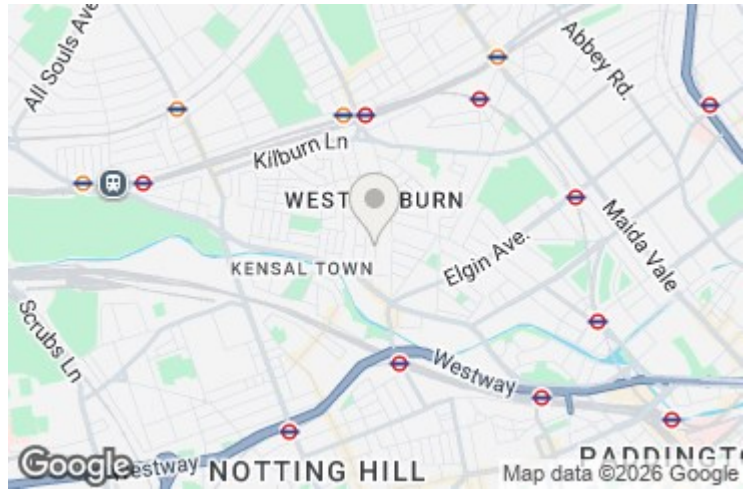 All Souls Ave.
Abbey Rd.
Kilburn Ln
WEST BURN
Maida Vale
KENSAL TOWN
Elgin Ave.
Scrubs Ln
Westway
Google
Westway
NOTTING HILL
PADDINGTO
Map data ©2026 Google